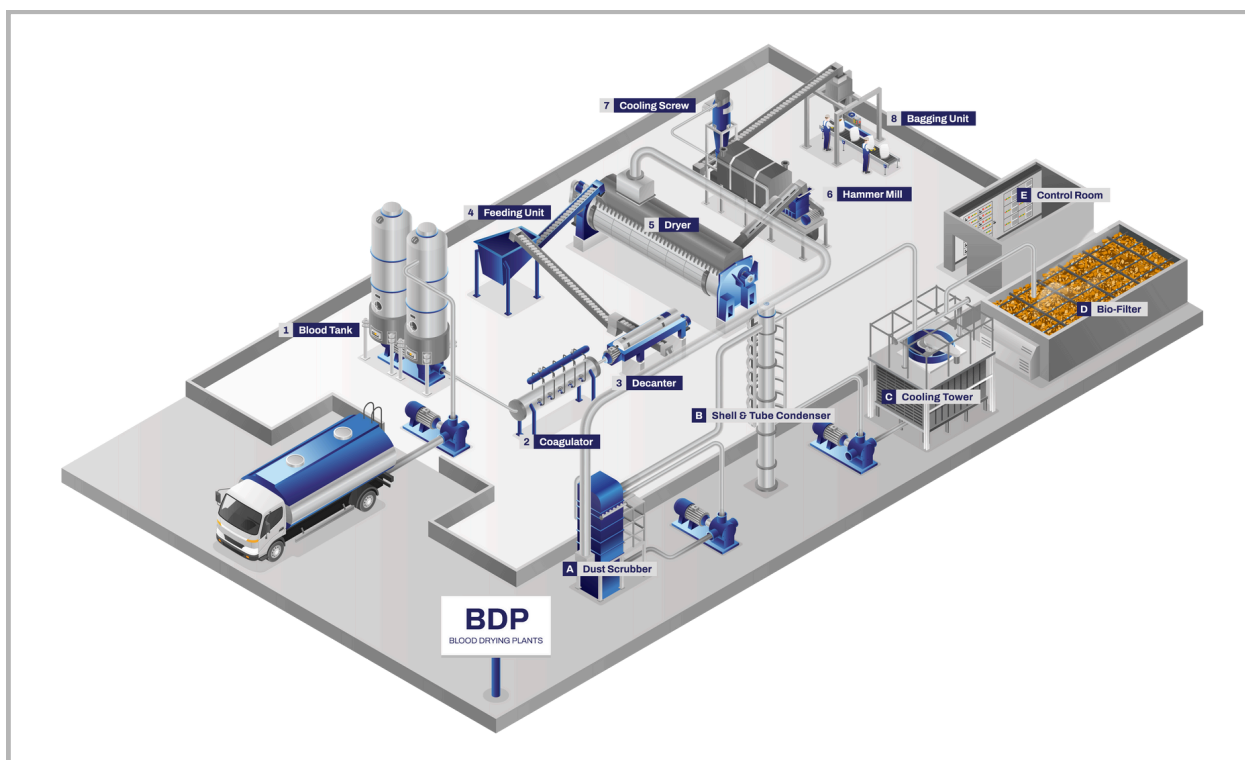 7 Cooling Screw
8 Bagging Unit
6 Hammer Mill
E Control Room
4 Feeding Unit
5 Dryer
D Bio-Filter
1 Blood Tank
3 Decanter
C Cooling Tower
B Shell & Tube Condenser
2 Coagulator
A Dust Scrubber
BDP
BLOOD DRYING PLANTS